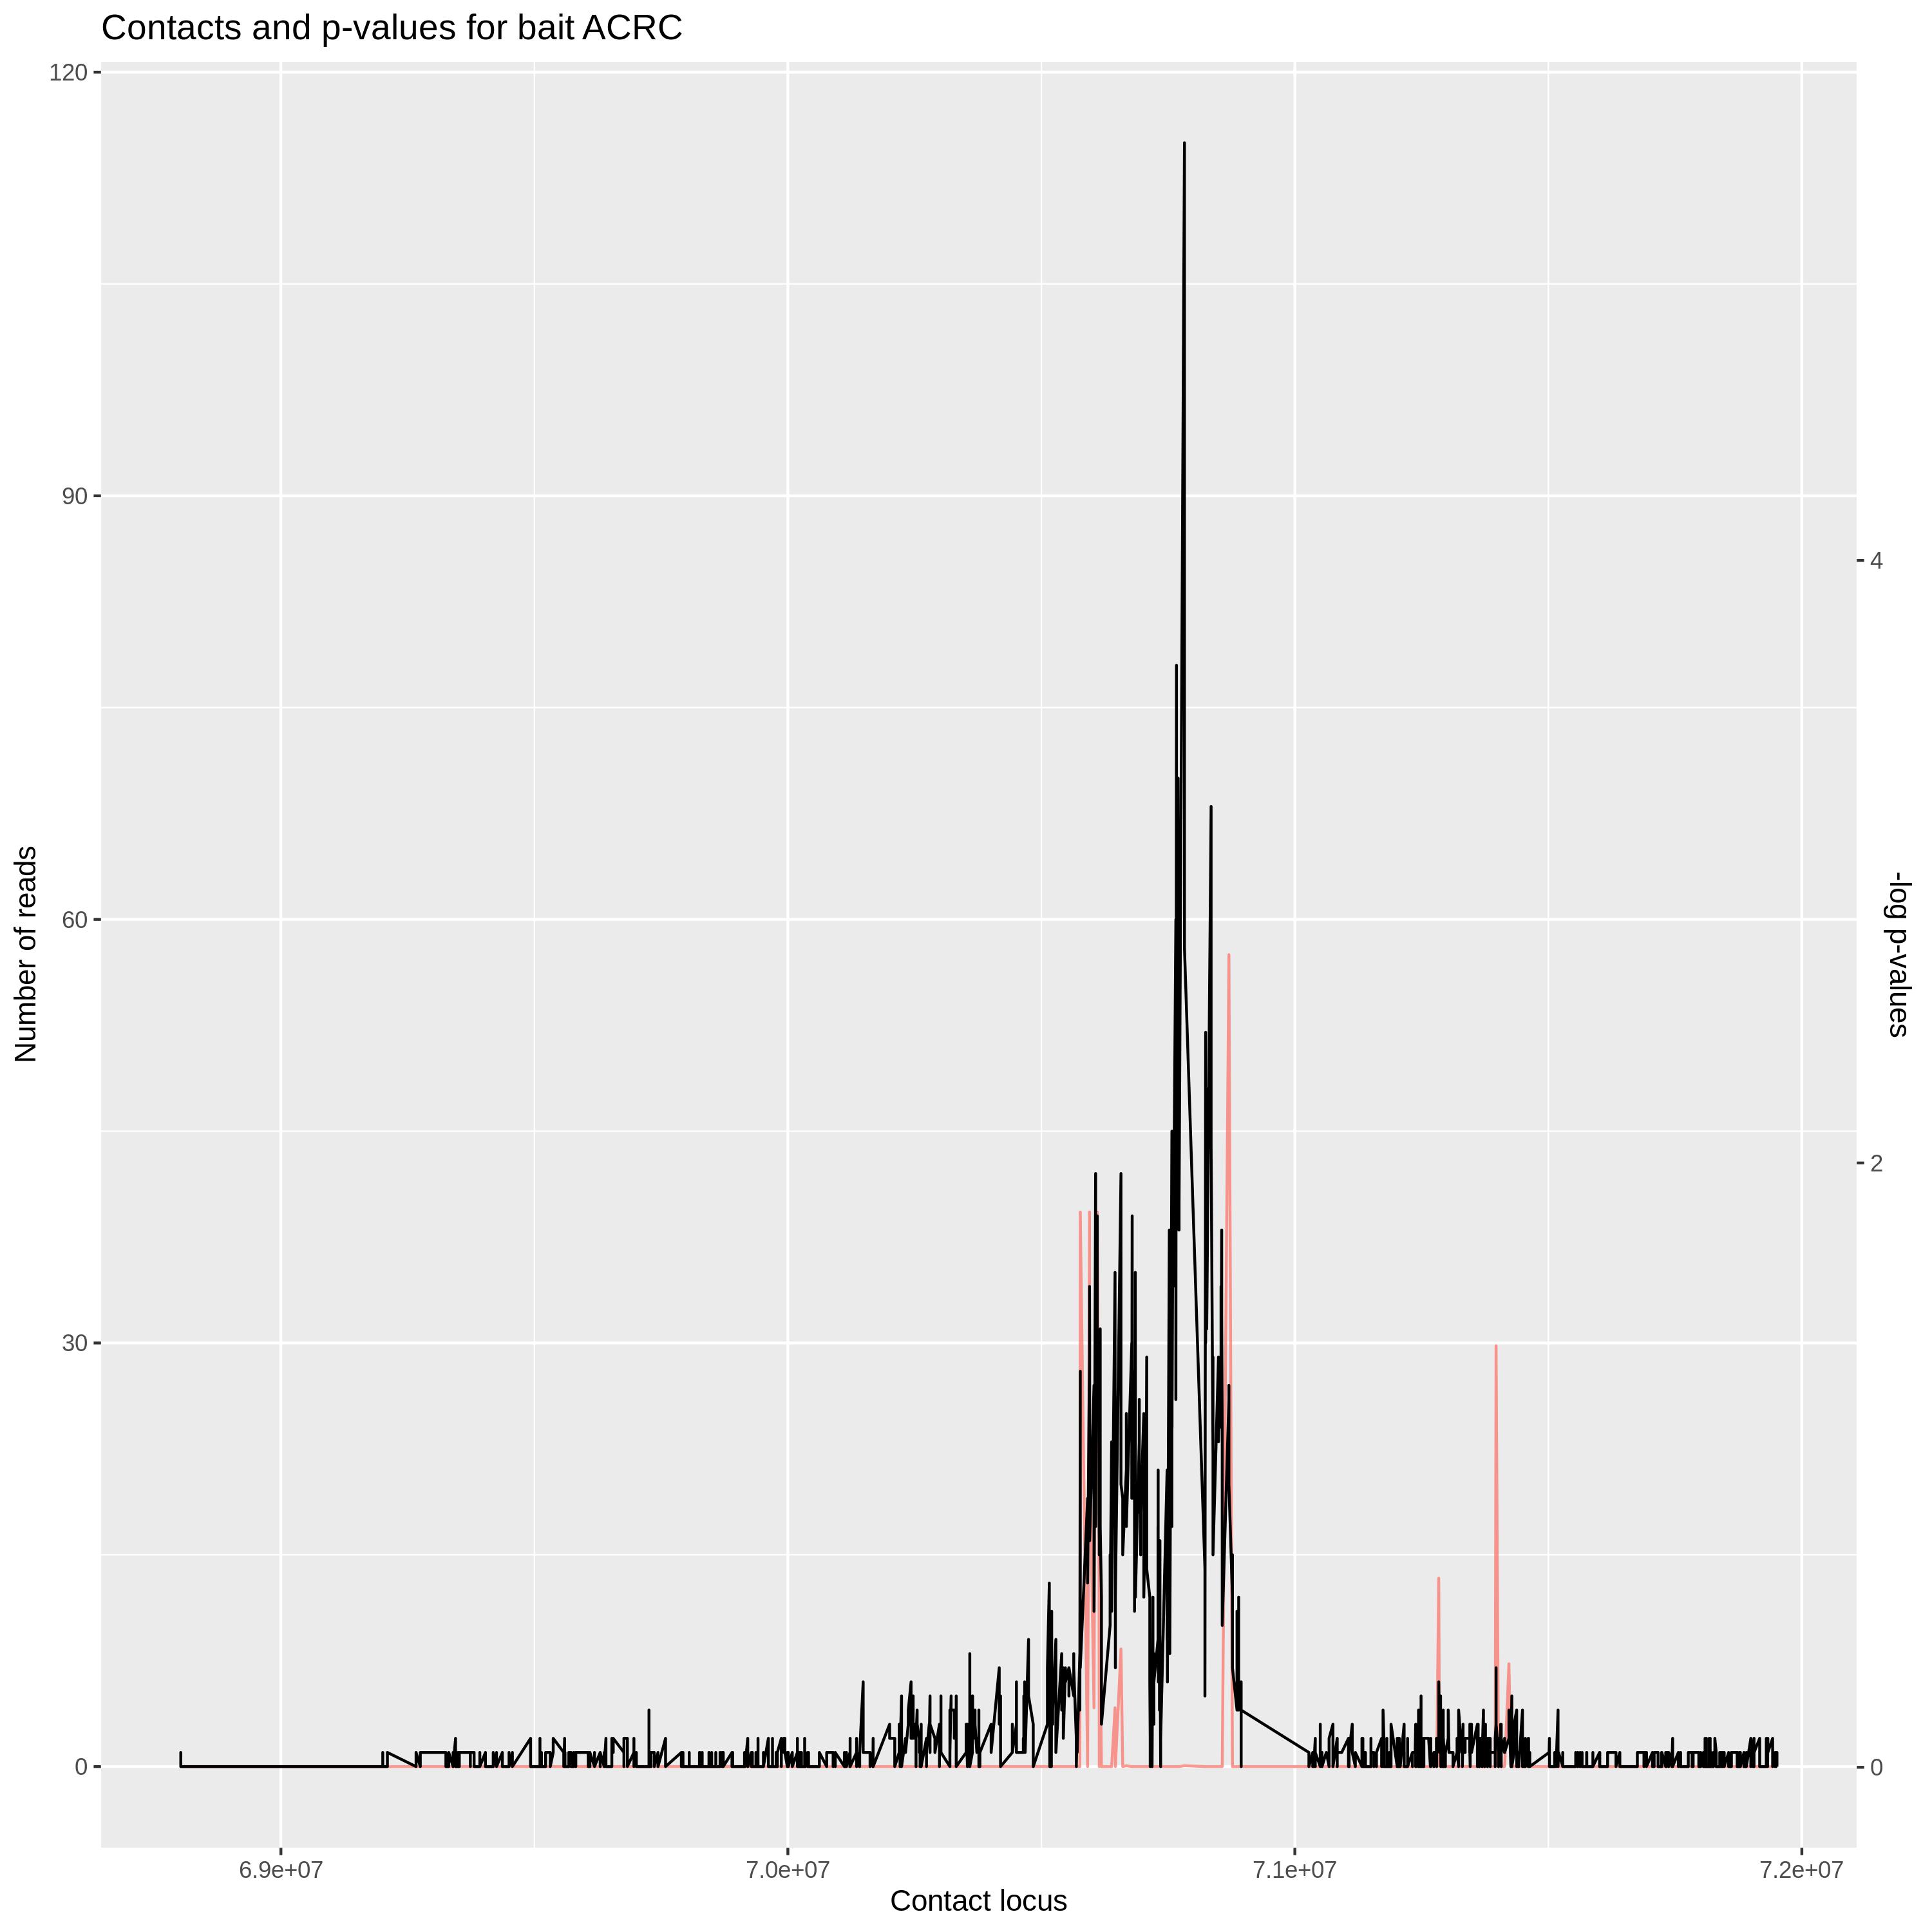 Contacts and p-values for bait ACRC
120
90
60
30
0
Number of reads
4
2
0
-log p-values
6.9e+07
7.0e+07
7.1e+07
7.2e+07
Contact locus